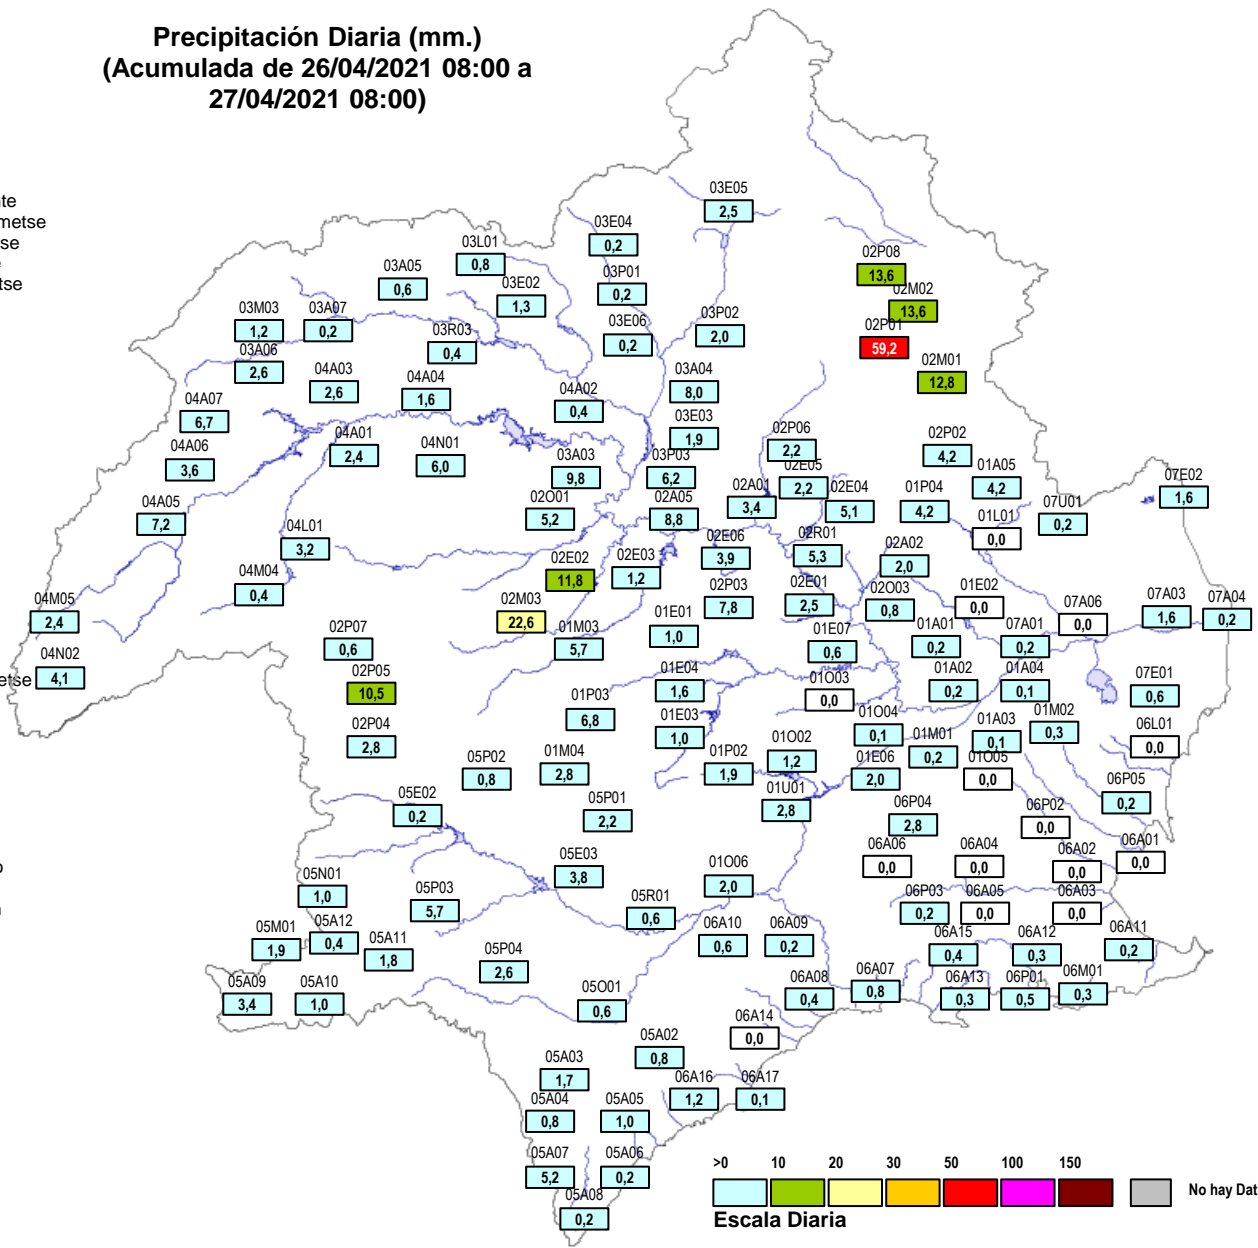 Precipitación Diaria (mm.)
(Acumulada de 26/04/2021 08:00 a
27/04/2021 08:00)
03E05
2,5
03E04
0,2
03L01
0,8
02P08
13,6
03A05
0,6
03P01
0,2
03E02
1,3
02M02
13,6
03M03
1,2
03A07
0,2
03P02
2,0
03E06
0,2
02P01
59,2
03R03
0,4
03A06
2,6
02M01
12,8
04A03
2,6
03A04
8,0
04A04
1,6
04A02
0,4
04A07
6,7
03E03
1,9
04A01
2,4
04N01
6,0
02P06
2,2
02P02
4,2
04A06
3,6
03A03
9,8
03P03
6,2
02E05
2,2
01A05
4,2
07E02
1,6
02A01
3,4
02E04
5,1
01P04
4,2
04A05
7,2
02O01
5,2
02A05
8,8
07U01
0,2
01L01
0,0
04L01
3,2
02E06
3,9
02R01
5,3
02A02
2,0
02E02
11,8
02E03
1,2
04M04
0,4
02P03
7,8
02E01
2,5
02O03
0,8
01E02
0,0
07A03
1,6
07A04
0,2
04M05
2,4
02M03
22,6
07A06
0,0
01E01
1,0
01M03
5,7
01E07
0,6
01A01
0,2
07A01
0,2
02P07
0,6
04N02
4,1
02P05
10,5
01E04
1,6
01O03
0,0
01A02
0,2
01A04
0,1
07E01
0,6
01P03
6,8
01E03
1,0
01O04
0,1
01M02
0,3
01A03
0,1
06L01
0,0
02P04
2,8
01M01
0,2
01O02
1,2
05P02
0,8
01M04
2,8
01P02
1,9
01E06
2,0
01O05
0,0
01U01
2,8
06P05
0,2
05E02
0,2
05P01
2,2
06P04
2,8
06P02
0,0
06A06
0,0
06A04
0,0
06A02
0,0
06A01
0,0
05E03
3,8
01O06
2,0
05N01
1,0
05P03
5,7
05R01
0,6
06P03
0,2
06A05
0,0
06A03
0,0
05M01
1,9
05A12
0,4
05A11
1,8
06A10
0,6
06A09
0,2
06A15
0,4
06A12
0,3
06A11
0,2
05P04
2,6
05A09
3,4
05A10
1,0
05O01
0,6
06A08
0,4
06A07
0,8
06A13
0,3
06P01
0,5
06M01
0,3
06A14
0,0
05A02
0,8
05A03
1,7
06A16
1,2
06A17
0,1
05A04
0,8
05A05
1,0
05A07
5,2
05A06
0,2
05A08
0,2
>0 10 20 30 50 100 150
No hay Dat
Escala Diaria